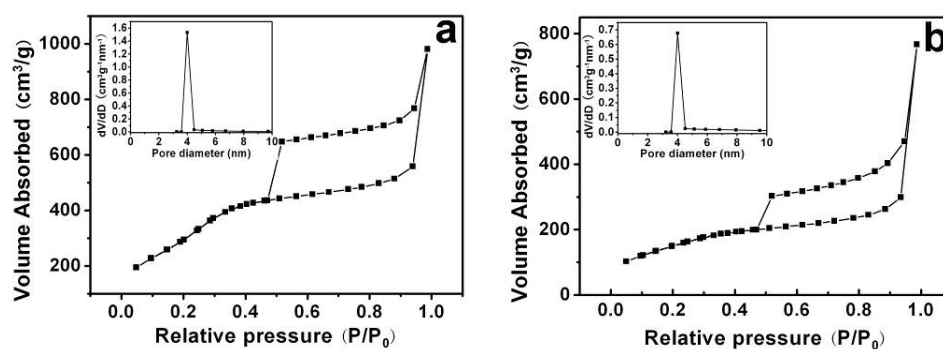 a
1000
800
600
400
200
0.0 0.2 0.4 0.6 0.8 1.0
Volume Absorbed (cm³/g)
Relative pressure (P/P₀)
1.6
1.4
1.2
1.0
0.8
0.6
0.4
0.2
0.0
0 2 4 6 8 10
dV/dD (cm³g⁻¹nm⁻¹)
Pore diameter (nm)
b
800
600
400
200
0
0.0 0.2 0.4 0.6 0.8 1.0
Volume Absorbed (cm³/g)
Relative pressure (P/P₀)
0.7
0.6
0.5
0.4
0.3
0.2
0.1
0.0
0 2 4 6 8 10
dV/dD (cm³g⁻¹nm⁻¹)
Pore diameter (nm)